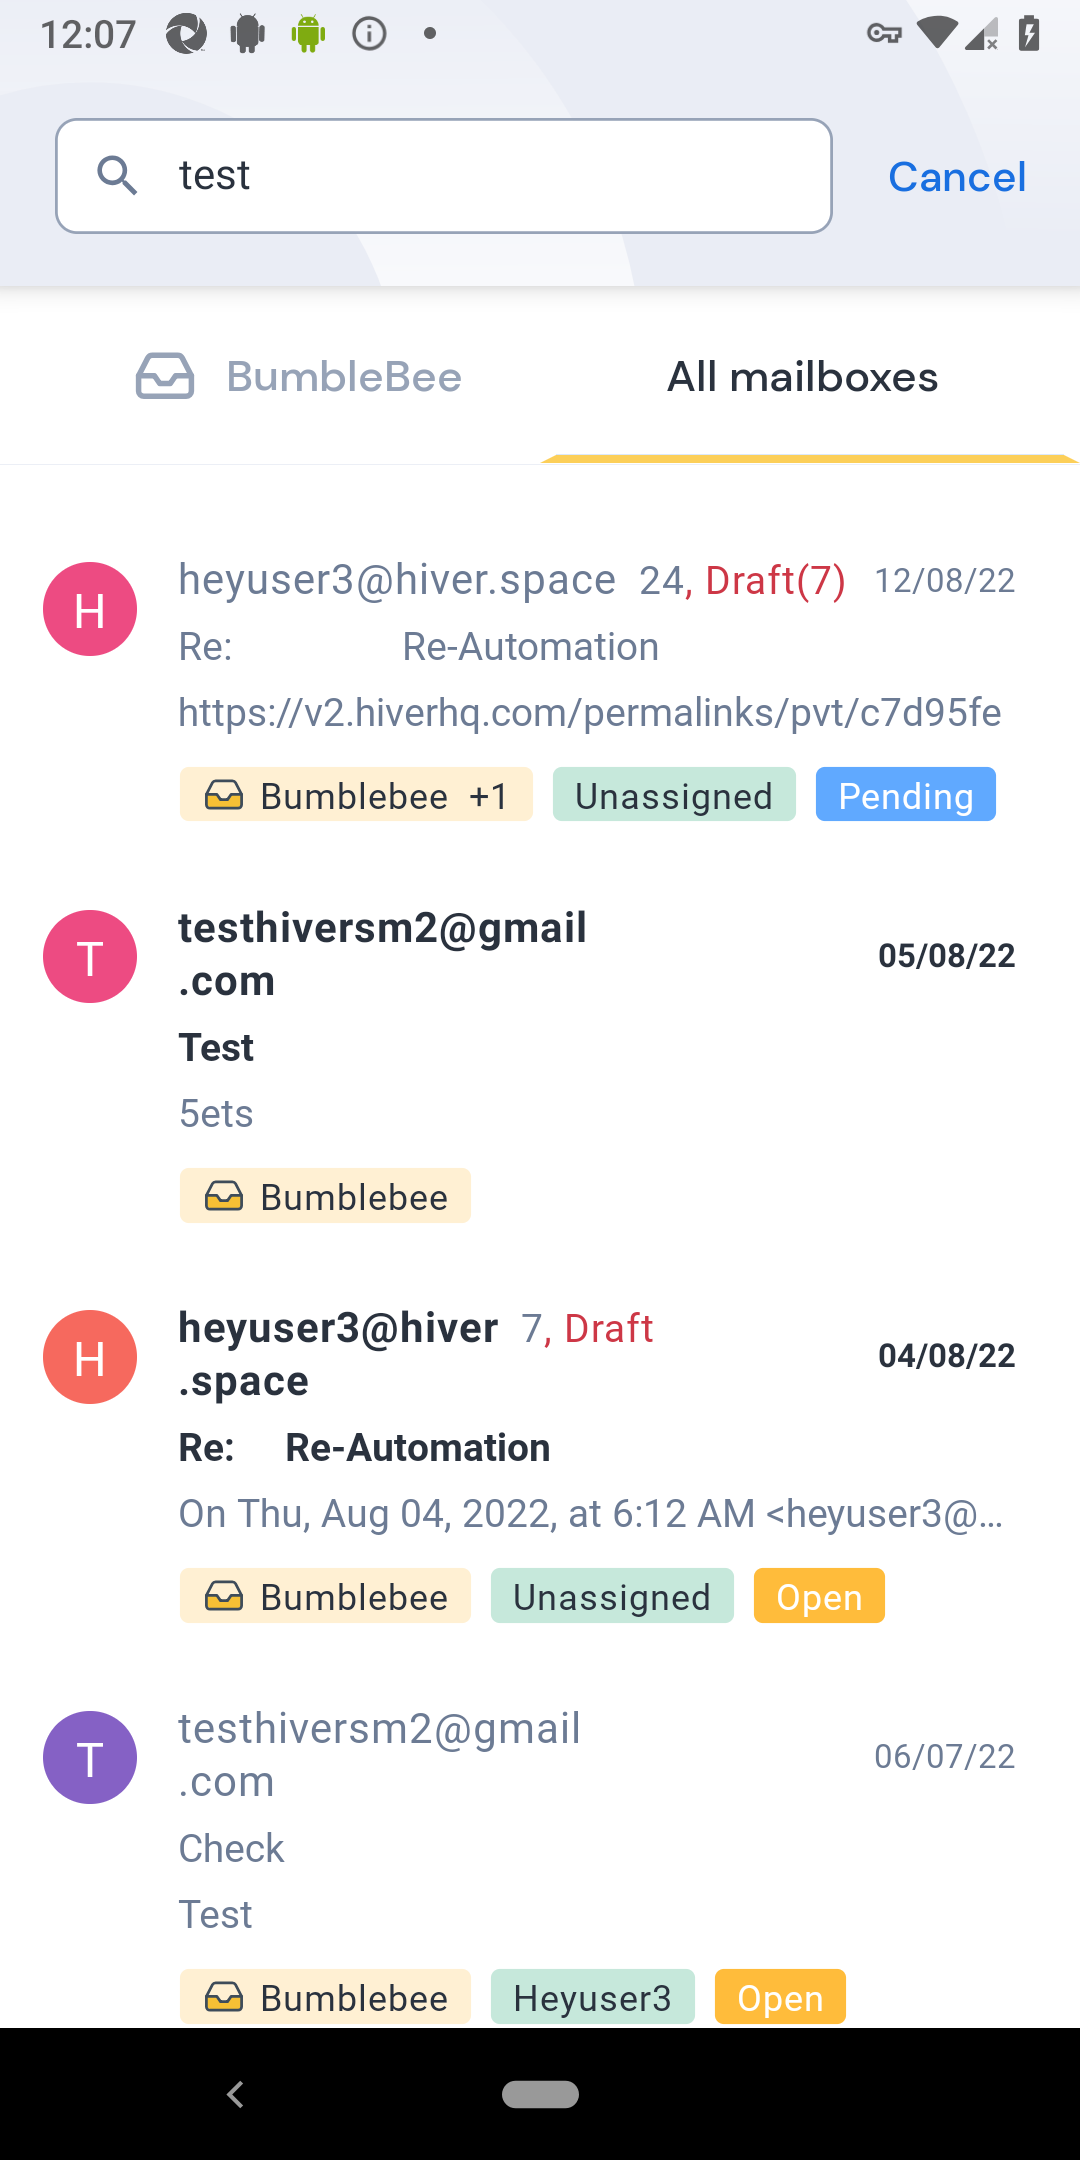 12:07
test
Cancel
BumbleBee
All mailboxes
H
heyuser3@hiver.space 24, Draft(7) 12/08/22
Re: Re-Automation
https://v2.hiverhq.com/permalinks/pvt/c7d95fe
Bumblebee +1 Unassigned Pending
T
testhiversm2@gmail
.com
05/08/22
Test
5ets
Bumblebee
H
heyuser3@hiver 7, Draft
.space
04/08/22
Re: Re-Automation
On Thu, Aug 04, 2022, at 6:12 AM <heyuser3@...
Bumblebee Unassigned Open
T
testhiversm2@gmail
.com
06/07/22
Check
Test
Bumblebee Heyuser3 Open